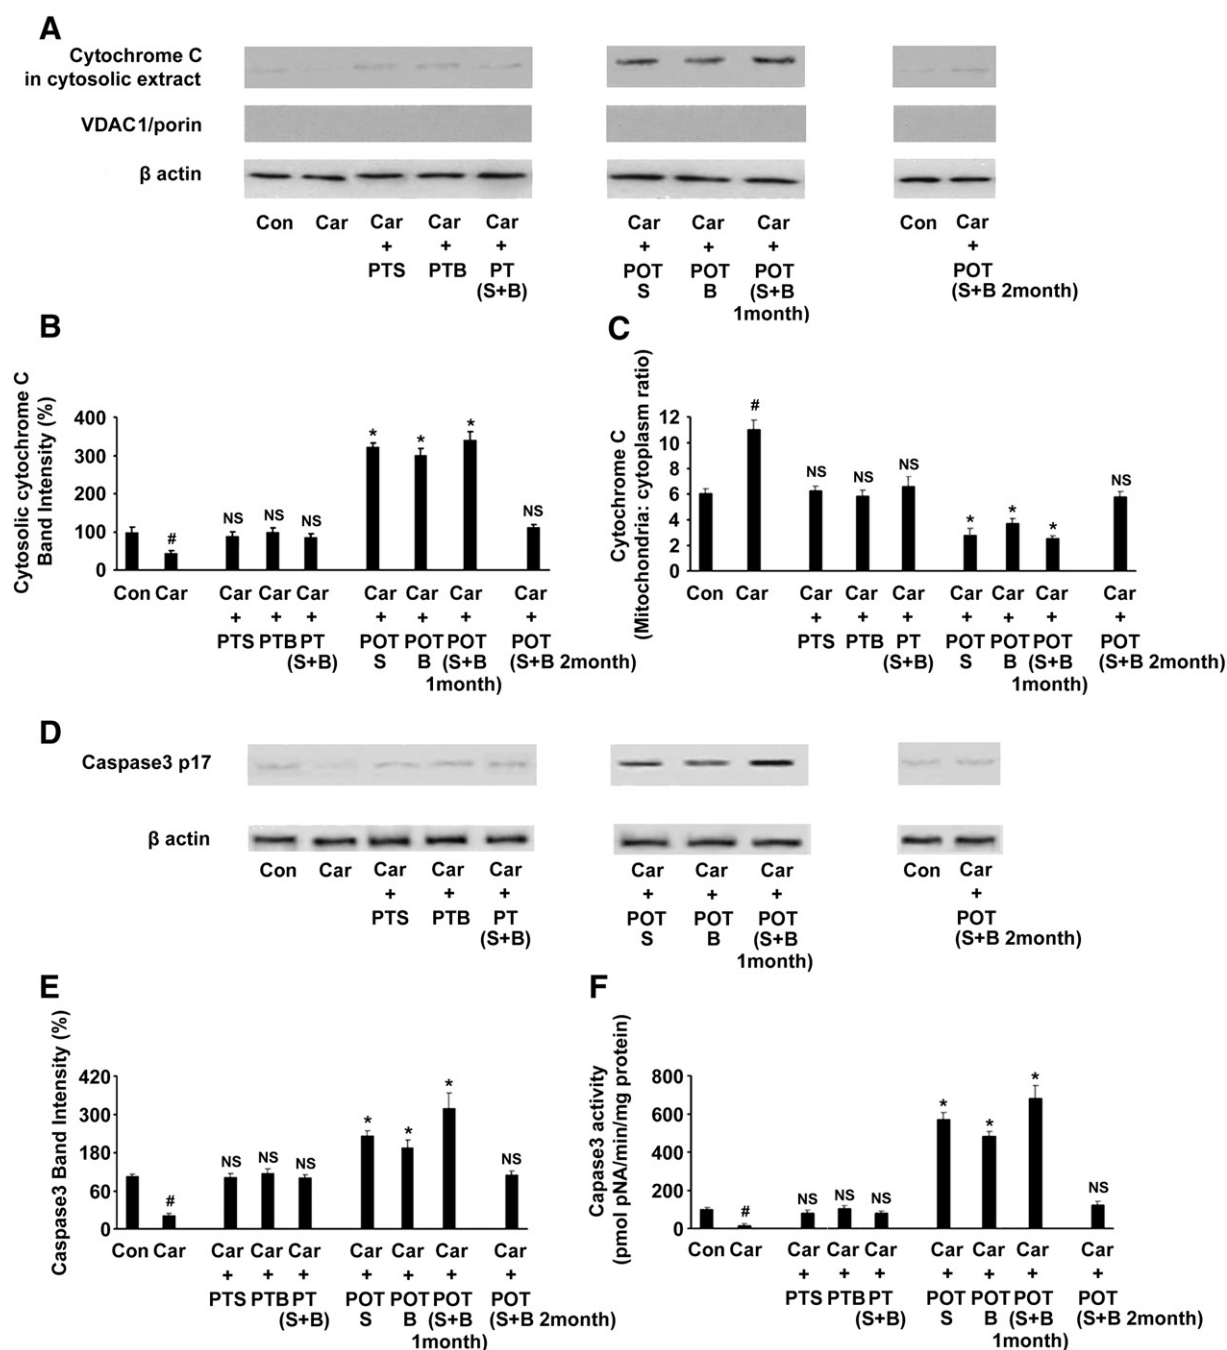 A
Cytochrome C
in cytosolic extract
VDAC1/porin
β actin
Con Car Car Car Car Car Car Car Con Car
+ + + + + + +
PTS PTB PT POT POT POT POT
(S+B) S B (S+B (S+B 2month)
1month)
B
Cytosolic cytochrome C
Band Intensity (%)
400
300
200
100
0
# NS NS NS * * * NS
Con Car Car Car Car Car Car Car Car
+ + + + + + +
PTS PTB PT POT POT POT POT
(S+B) S B (S+B (S+B 2month)
1month)
C
Cytochrome C
(Mitochondria: cytoplasm ratio)
12
10
8
6
4
2
0
# NS NS NS * * * NS
Con Car Car Car Car Car Car Car Car
+ + + + + + +
PTS PTB PT POT POT POT POT
(S+B) S B (S+B (S+B 2month)
1month)
D
Caspase3 p17
β actin
Con Car Car Car Car Car Car Car Con Car
+ + + + + + +
PTS PTB PT POT POT POT POT
(S+B) S B (S+B (S+B 2month)
1month)
E
Caspase3 Band Intensity (%)
420
300
180
60
0
# NS NS NS * * * NS
Con Car Car Car Car Car Car Car Car
+ + + + + + +
PTS PTB PT POT POT POT POT
(S+B) S B (S+B (S+B 2month)
1month)
F
Capase3 activity
(pmol pNA/min/mg protein)
800
600
400
200
0
# NS NS NS * * * NS
Con Car Car Car Car Car Car Car Car
+ + + + + + +
PTS PTB PT POT POT POT POT
(S+B) S B (S+B (S+B 2month)
1month)